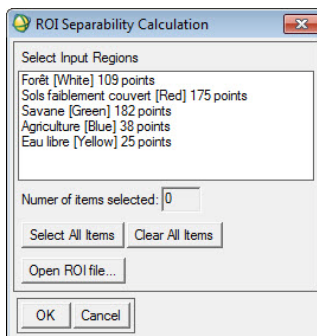 ROI Separability Calculation
Select Input Regions
Forêt [White] 109 points
Sols faiblement couvert [Red] 175 points
Savane [Green] 182 points
Agriculture [Blue] 38 points
Eau libre [Yellow] 25 points
Numer of items selected: 0
Select All Items Clear All Items
Open ROI file...
OK Cancel